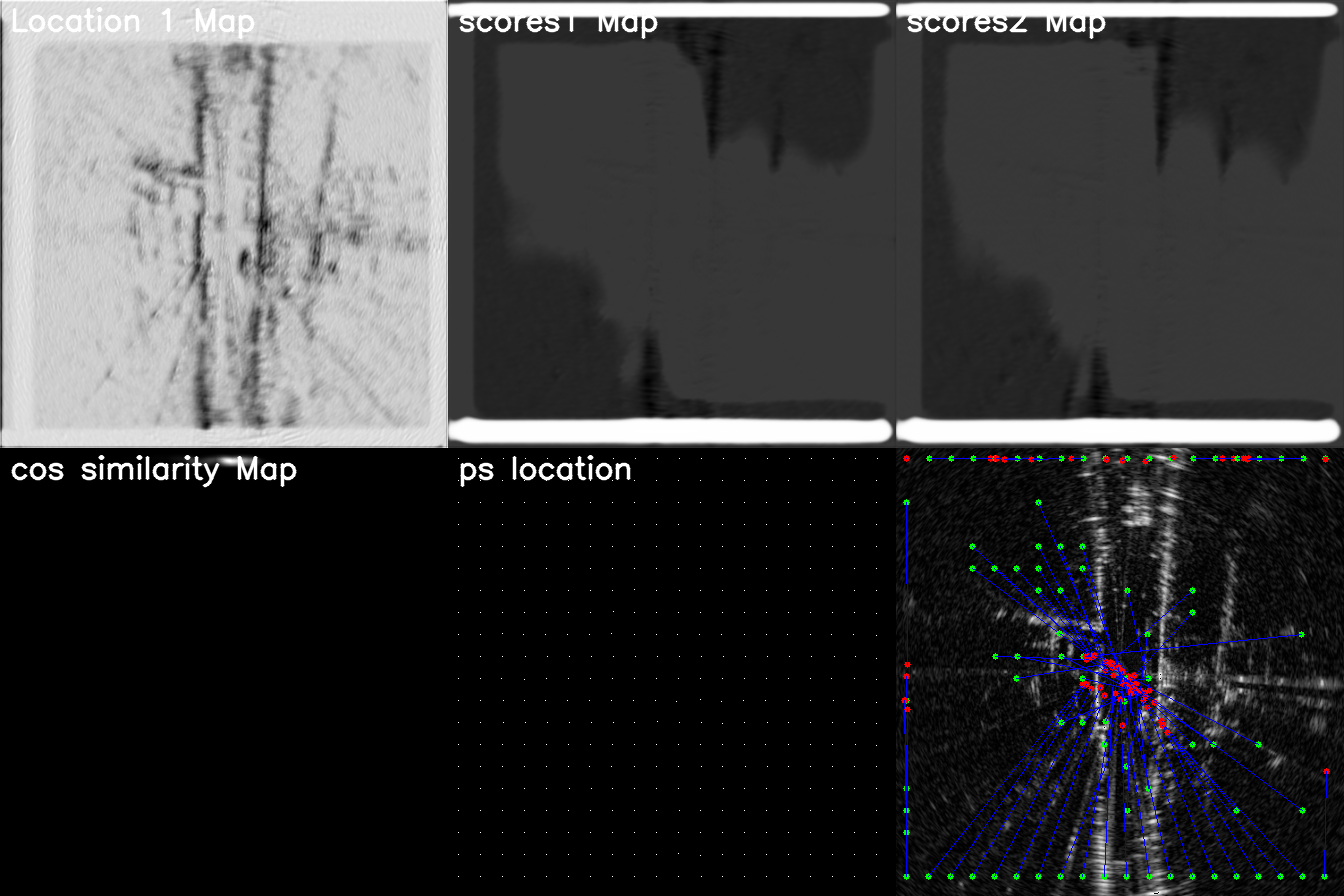 Location 1 Map
scores1 Map
scores2 Map
cos similarity Map
ps location